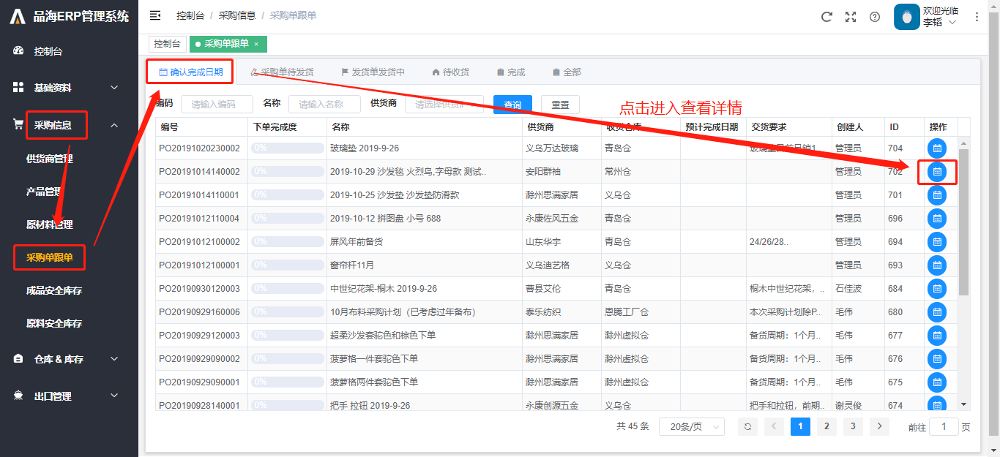 品海ERP管理系统
控制台 / 采购信息 / 采购单跟单
欢迎光临
李韬
控制台
基础资料
采购信息
供货商管理
产品管理
原材料管理
采购单跟单
成品安全库存
原料安全库存
仓库 & 库存
出口管理
控制台
采购单跟单 ×
确认完成日期 采购单待发货 发货单发货中 待收货 完成 全部
编码 请输入编码 名称 请输入名称 供货商 请选择供货 查询 重置
点击进入查看详情
编号 下单完成度 名称 供货商 收货仓库 预计完成日期 交货要求 创建人 ID 操作
PO20191020230002 0% 玻璃垫 2019-9-26 义乌万达玻璃 青岛仓 管理员 704
PO20191014140002 0% 2019-10-29 沙发毯 火烈鸟,字母款 测试.. 安阳群袖 常州仓 管理员 702
PO20191014110001 0% 2019-10-25 沙发垫 沙发垫防滑款 滁州思满家居 义乌仓 管理员 701
PO20191012110004 0% 2019-10-12 拼图盘 小号 688 永康佐风五金 青岛仓 管理员 696
PO20191012100002 0% 屏风年前备货 山东华宇 青岛仓 24/26/28.. 管理员 694
PO20191012100001 0% 窗帘杆11月 义乌迪艺格 义乌仓 管理员 693
PO20190930120003 0% 中世纪花架-桐木 2019-9-26 曹县艾伦 青岛仓 桐木中世纪花架，.. 石佳波 684
PO20190929160006 0% 10月布料采购计划（已考虑过年备布） 泰乐纺织 恩腾工厂仓 本次采购计划除P.. 毛伟 680
PO20190929120003 0% 超柔沙发套驼色和棕色下单 滁州思满家居 滁州虚拟仓 备货周期：1个月.. 毛伟 677
PO20190929090002 0% 菠萝格一件套驼色下单 滁州思满家居 滁州虚拟仓 备货周期：1个月.. 毛伟 676
PO20190929090001 0% 菠萝格两件套驼色下单 滁州思满家居 滁州虚拟仓 备货周期：1个月.. 毛伟 675
PO20190928140001 0% 把手 拉钮 2019-9-26 永康创源五金 义乌仓 把手和拉钮，前期.. 谢灵俊 674
共 45 条 20条/页 1 2 3 前往 1 页